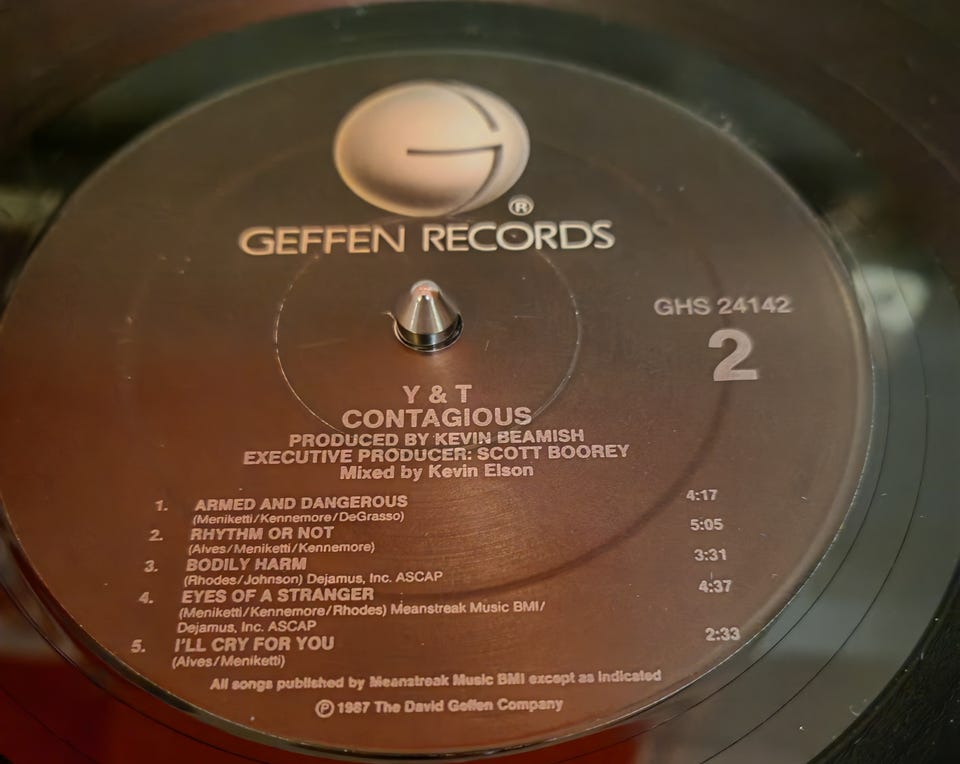 ®
GEFFEN RECORDS
GHS 24142
2
Y & T
CONTAGIOUS
PRODUCED BY KEVIN BEAMISH
EXECUTIVE PRODUCER: SCOTT BOOREY
Mixed by Kevin Elson
1. ARMED AND DANGEROUS 4:17
(Meniketti/Kennemore/DeGrasso)
2. RHYTHM OR NOT 5:05
(Alves/Meniketti/Kennemore)
3. BODILY HARM 3:31
(Rhodes/Johnson) Dejamus, Inc. ASCAP
4. EYES OF A STRANGER 4:37
(Meniketti/Kennemore/Rhodes) Meanstreak Music BMI/
Dejamus, Inc. ASCAP
5. I'LL CRY FOR YOU 2:33
(Alves/Meniketti)
All songs published by Meanstreak Music BMI except as indicated
℗ 1987 The David Geffen Company